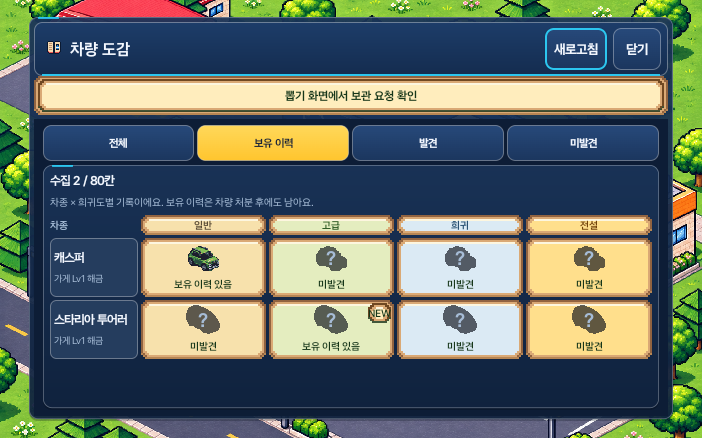 차량 도감
새로고침
닫기
뽑기 화면에서 보관 요청 확인
전체
보유 이력
발견
미발견
수집 2 / 80칸
차종 × 희귀도별 기록이에요. 보유 이력은 차량 처분 후에도 남아요.
차종
일반
고급
희귀
전설
캐스퍼
가게 Lv1 해금
보유 이력 있음
?
미발견
?
미발견
?
미발견
스타리아 투어러
가게 Lv1 해금
?
미발견
NEW
?
보유 이력 있음
?
미발견
?
미발견